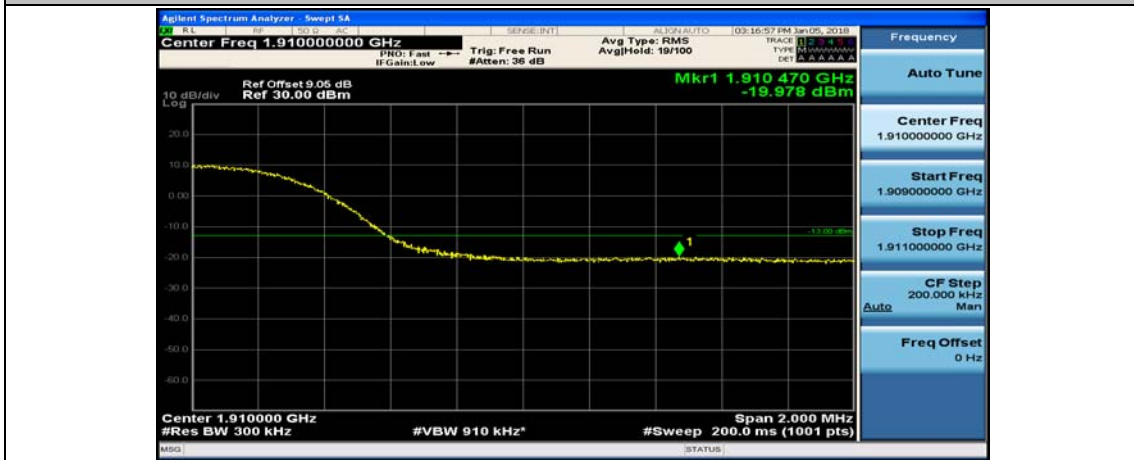 Agilent Spectrum Analyzer - Swept SA
RL RF 50 Ω AC SENSE:INT ALIGN AUTO 03:16:57 PM Jan 05, 2018
Center Freq 1.910000000 GHz
PNO: Fast
IFGain:Low
Trig: Free Run
#Atten: 36 dB
Avg Type: RMS
Avg|Hold: 19/100
TRACE 1 2 3 4 5 6
TYPE M
DET A A A A A A
Frequency
Mkr1 1.910 470 GHz
-19.978 dBm
Ref Offset 9.05 dB
10 dB/div Ref 30.00 dBm
Log
20.0
10.0
0.00
-10.0
-20.0
-30.0
-40.0
-50.0
-60.0
-13.00 dBm
1
Center 1.910000 GHz Span 2.000 MHz
#Res BW 300 kHz #VBW 910 kHz* #Sweep 200.0 ms (1001 pts)
MSG STATUS
Auto Tune
Center Freq
1.910000000 GHz
Start Freq
1.909000000 GHz
Stop Freq
1.911000000 GHz
CF Step
200.000 kHz
Auto Man
Freq Offset
0 Hz